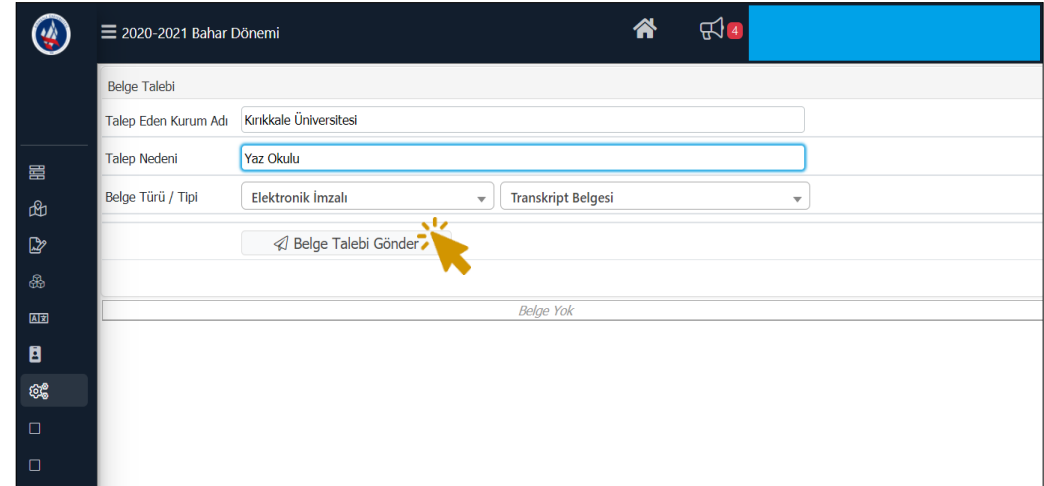 2020-2021 Bahar Dönemi
4
Belge Talebi
Talep Eden Kurum Adı Kırıkkale Üniversitesi
Talep Nedeni Yaz Okulu
Belge Türü / Tipi Elektronik İmzalı Transkript Belgesi
Belge Talebi Gönder
Belge Yok